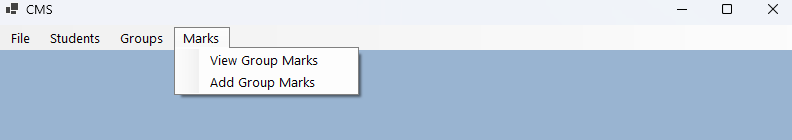 CMS
File Students Groups Marks
View Group Marks
Add Group Marks